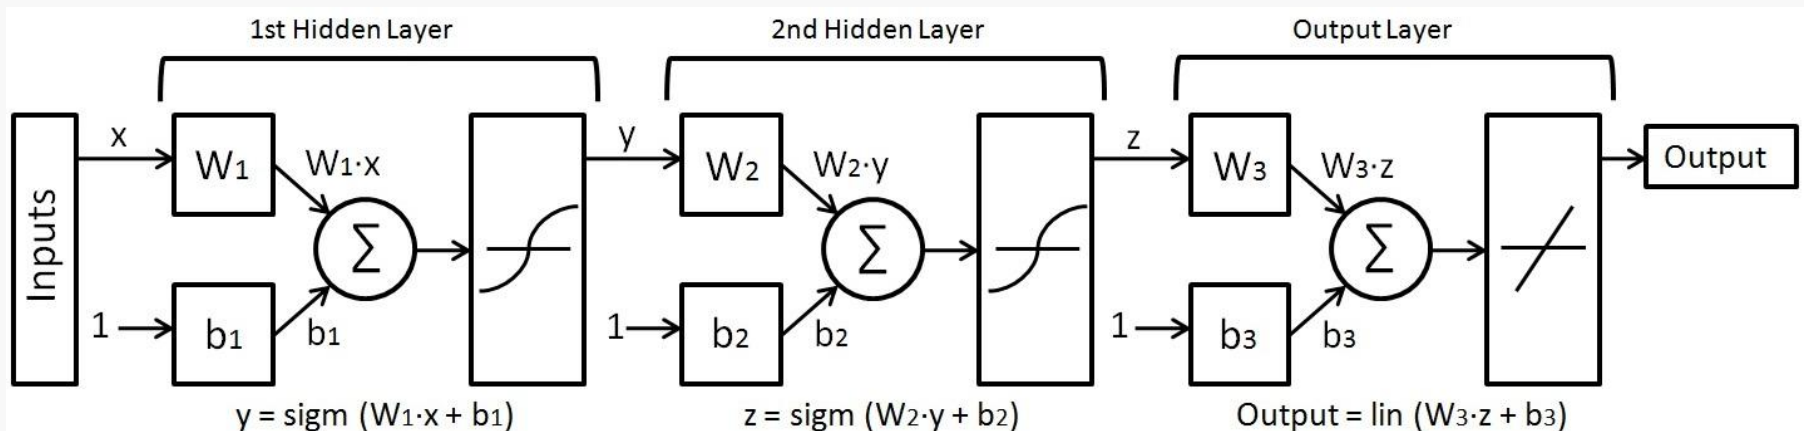 1st Hidden Layer
2nd Hidden Layer
Output Layer
Inputs
x
W1
W1·x
Σ
1
b1
b1
y
W2
W2·y
Σ
1
b2
b2
z
W3
W3·z
Σ
1
b3
b3
Output
y = sigm (W1·x + b1)
z = sigm (W2·y + b2)
Output = lin (W3·z + b3)